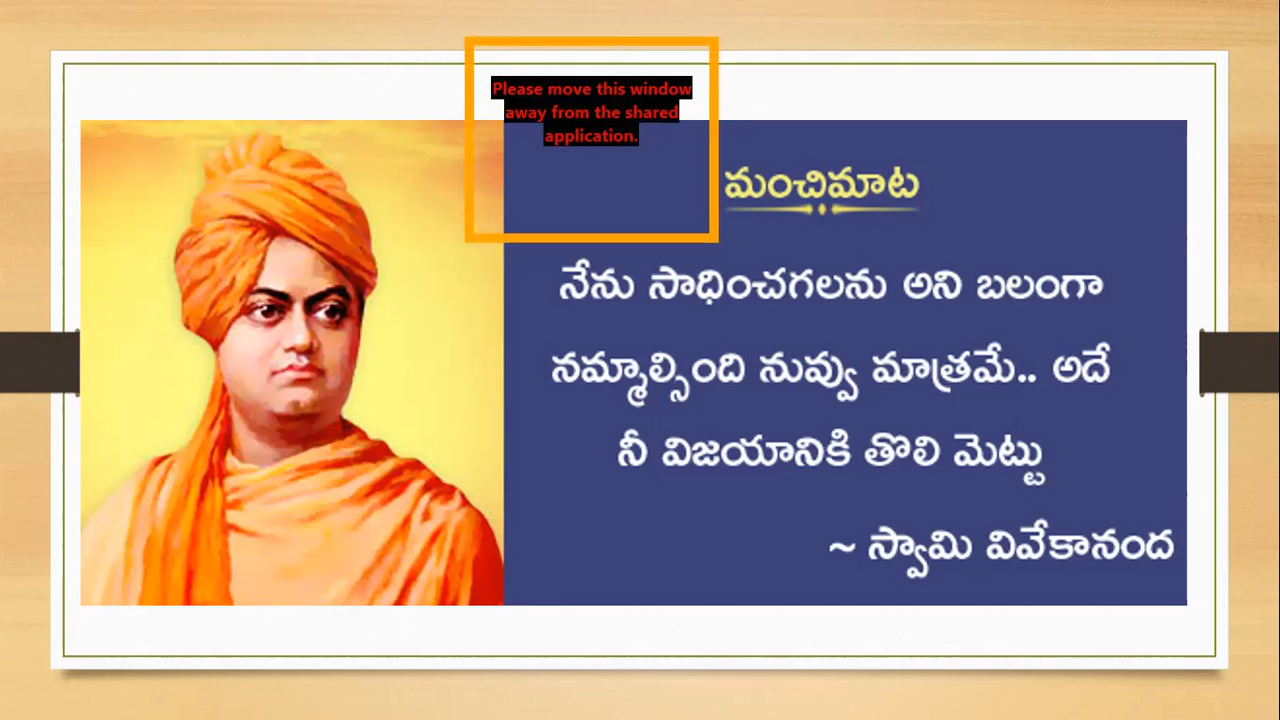 Please move this window
away from the shared
application.
మంచిమాట
నేను సాధించగలను అని బలంగా
నమ్మాల్సింది నువ్వు మాత్రమే.. అదే
నీ విజయానికి తొలి మెట్టు
~ స్వామి వివేకానంద